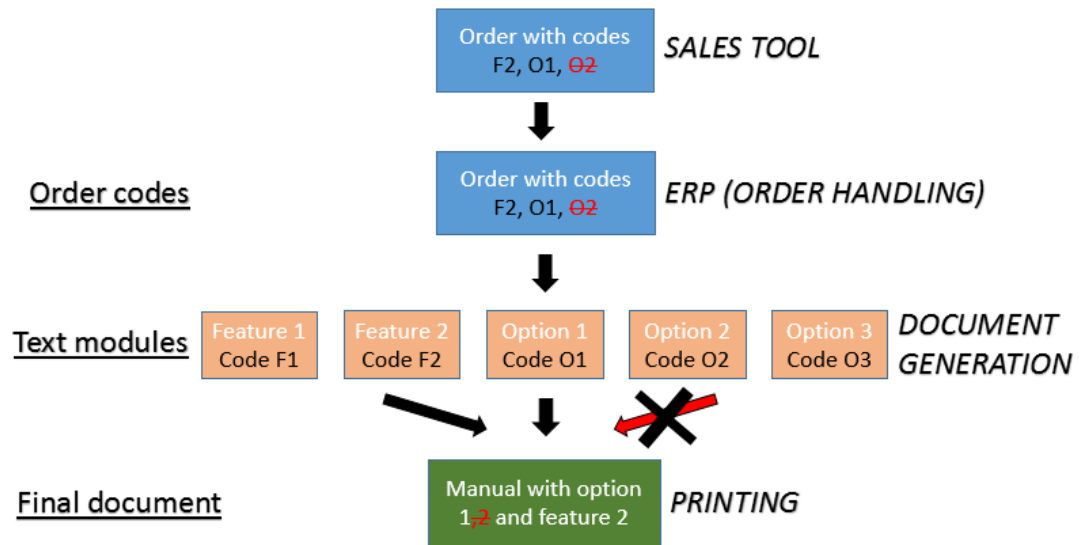 Order with codes
F2, O1, O2
SALES TOOL
Order codes
Order with codes
F2, O1, O2
ERP (ORDER HANDLING)
Text modules
Feature 1
Code F1
Feature 2
Code F2
Option 1
Code O1
Option 2
Code O2
Option 3
Code O3
DOCUMENT
GENERATION
Final document
Manual with option
1,2 and feature 2
PRINTING